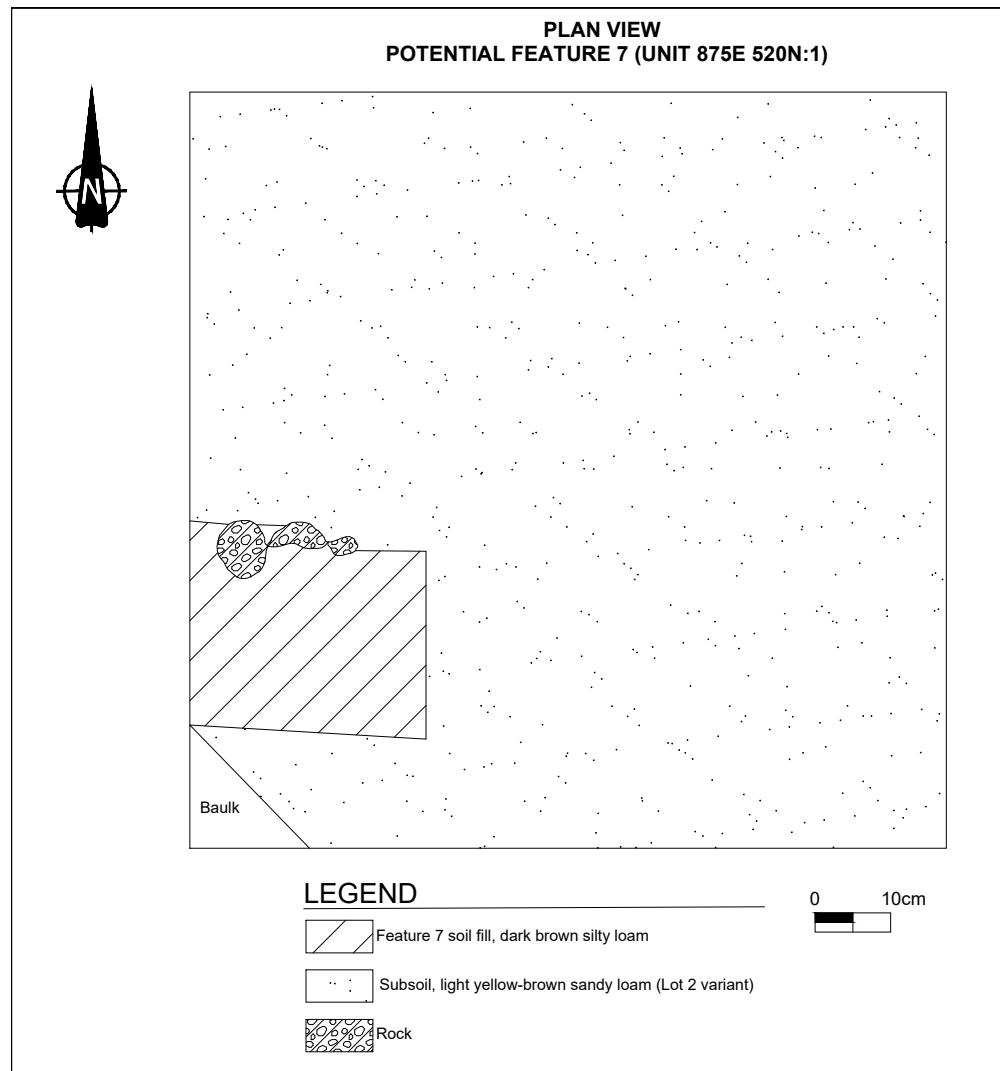 PLAN VIEW
POTENTIAL FEATURE 7 (UNIT 875E 520N:1)
N
Baulk
LEGEND
0 10cm
Feature 7 soil fill, dark brown silty loam
Subsoil, light yellow-brown sandy loam (Lot 2 variant)
Rock